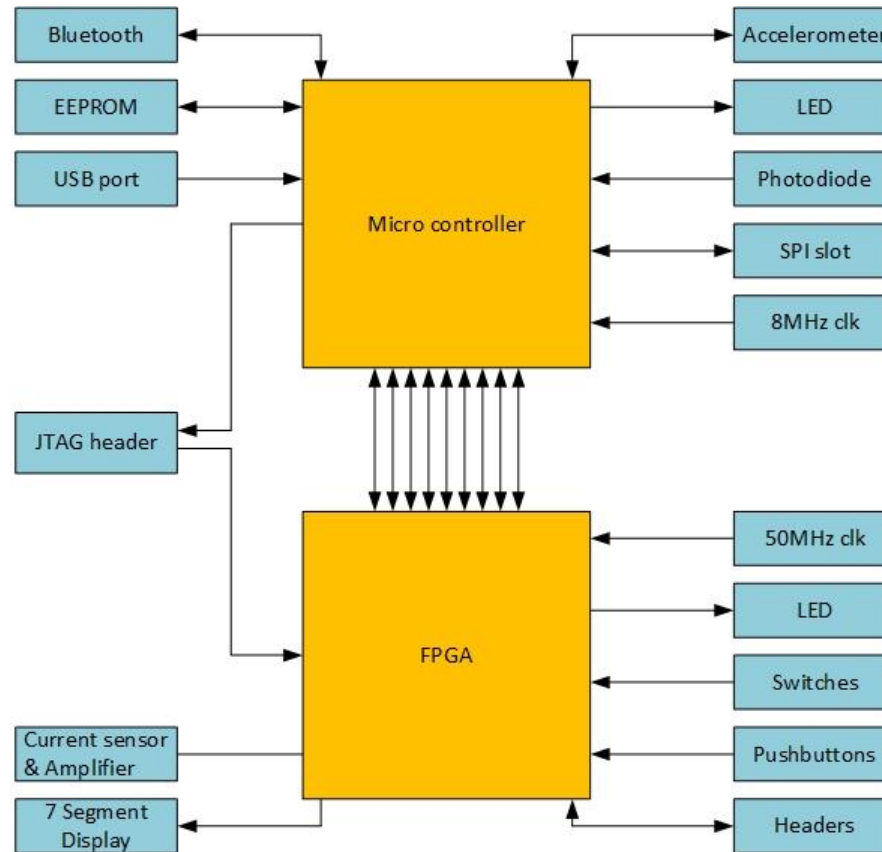 Bluetooth
Accelerometer
EEPROM
LED
USB port
Photodiode
Micro controller
SPI slot
8MHz clk
JTAG header
50MHz clk
LED
FPGA
Switches
Current sensor
& Amplifier
Pushbuttons
7 Segment
Display
Headers